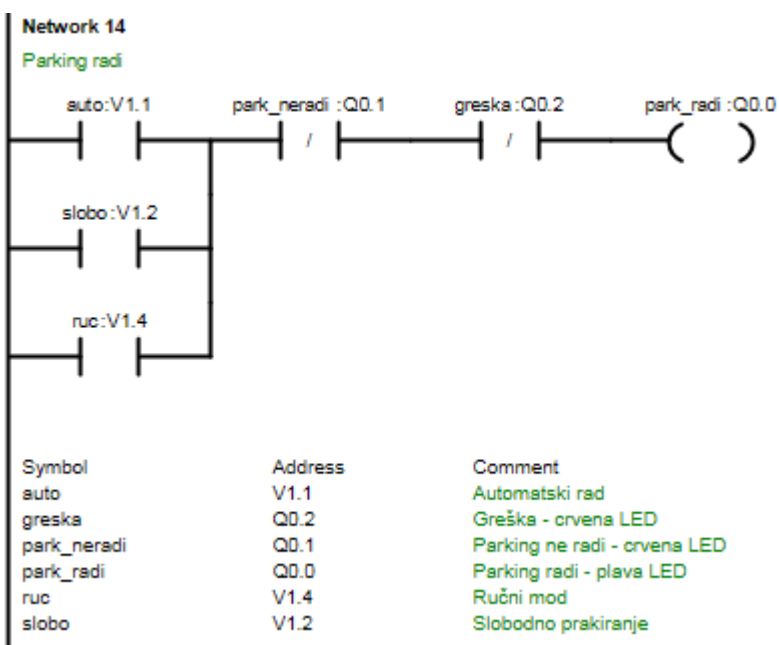 Network 14
Parking radi
auto:V1.1 park_neradi :Q0.1 greska:Q0.2 park_radi :Q0.0
/ /
slobo:V1.2
ruc:V1.4
Symbol Address Comment
auto V1.1 Automatski rad
greska Q0.2 Greška - crvena LED
park_neradi Q0.1 Parking ne radi - crvena LED
park_radi Q0.0 Parking radi - plava LED
ruc V1.4 Ručni mod
slobo V1.2 Slobodno prakiranje